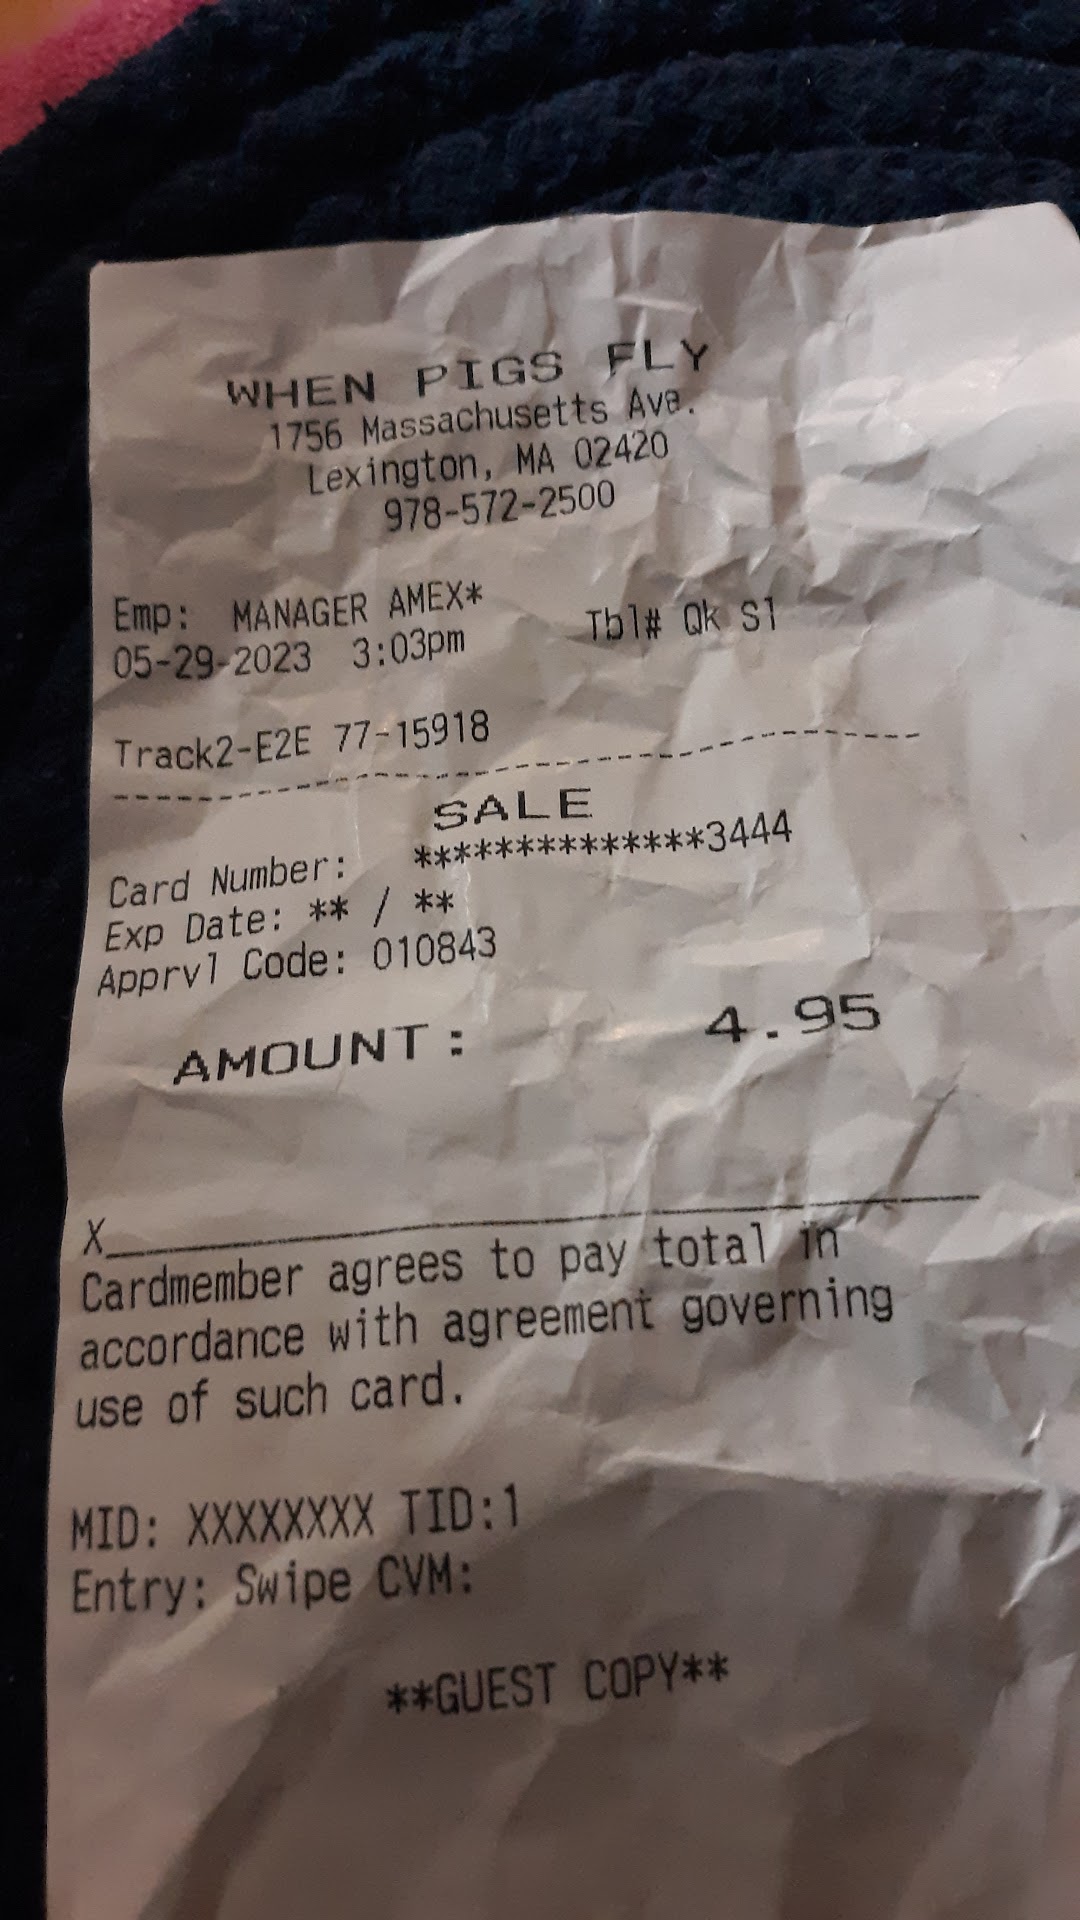 WHEN PIGS FLY
1756 Massachusetts Ave.
Lexington, MA 02420
978-572-2500
Emp: MANAGER AMEX*
05-29-2023 3:03pm Tbl# Qk S1
Track2-E2E 77-15918
--------------------------------------
SALE
Card Number: **************3444
Exp Date: ** / **
Apprvl Code: 010843
AMOUNT: 4.95
X______________________________
Cardmember agrees to pay total in
accordance with agreement governing
use of such card.
MID: XXXXXXXX TID:1
Entry: Swipe CVM:
**GUEST COPY**